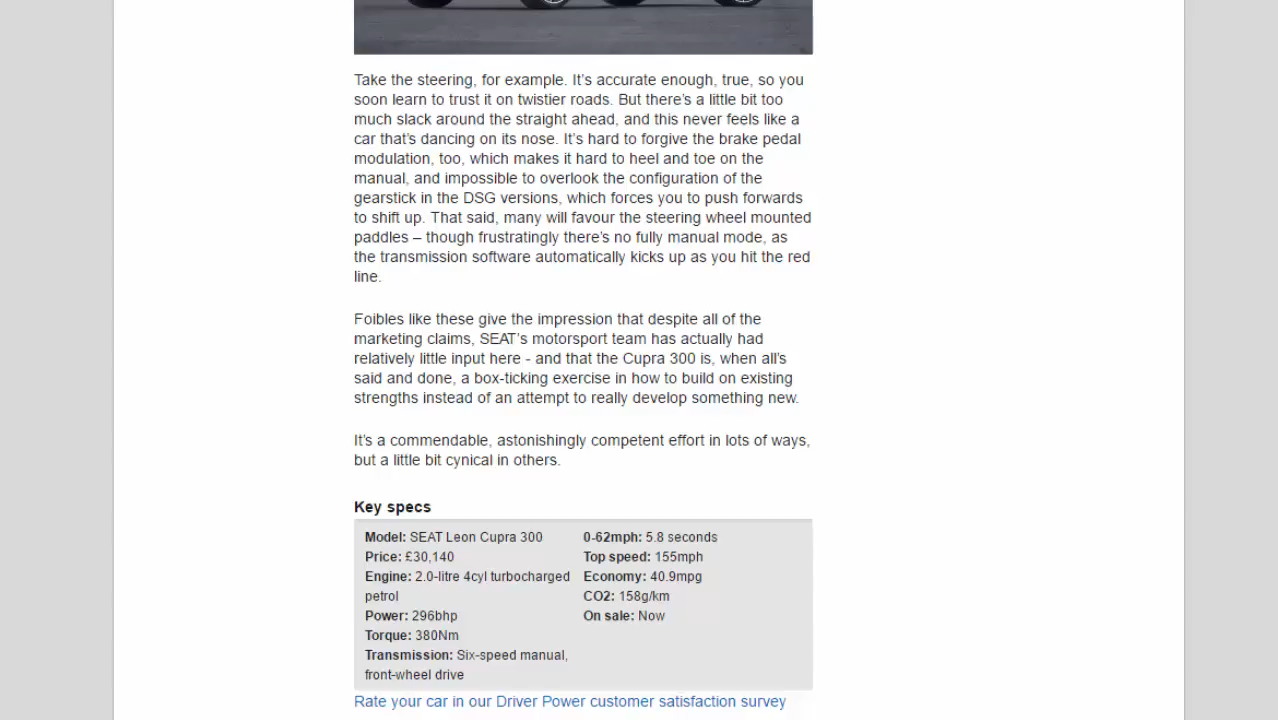 Take the steering, for example. It's accurate enough, true, so you
soon learn to trust it on twistier roads. But there's a little bit too
much slack around the straight ahead, and this never feels like a
car that's dancing on its nose. It's hard to forgive the brake pedal
modulation, too, which makes it hard to heel and toe on the
manual, and impossible to overlook the configuration of the
gearstick in the DSG versions, which forces you to push forwards
to shift up. That said, many will favour the steering wheel mounted
paddles – though frustratingly there's no fully manual mode, as
the transmission software automatically kicks up as you hit the red
line.
Foibles like these give the impression that despite all of the
marketing claims, SEAT's motorsport team has actually had
relatively little input here - and that the Cupra 300 is, when all's
said and done, a box-ticking exercise in how to build on existing
strengths instead of an attempt to really develop something new.
It's a commendable, astonishingly competent effort in lots of ways,
but a little bit cynical in others.
Key specs
Model: SEAT Leon Cupra 300
Price: £30,140
Engine: 2.0-litre 4cyl turbocharged
petrol
Power: 296bhp
Torque: 380Nm
Transmission: Six-speed manual,
front-wheel drive
0-62mph: 5.8 seconds
Top speed: 155mph
Economy: 40.9mpg
CO2: 158g/km
On sale: Now
Rate your car in our Driver Power customer satisfaction survey